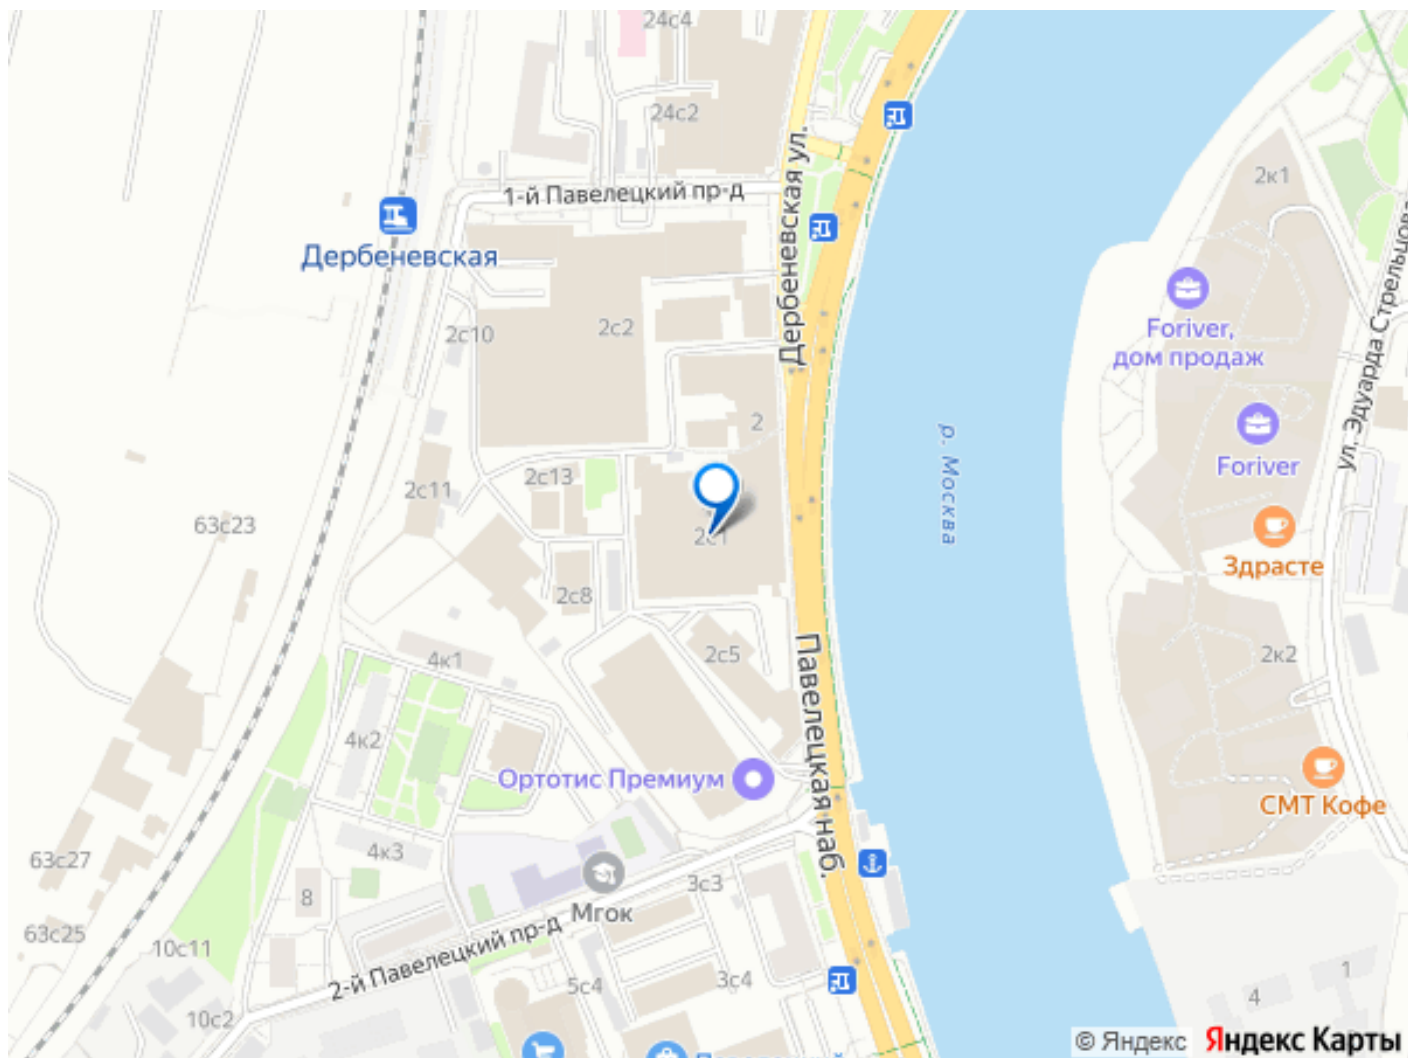 24с4
24с2
Дербеневская ул.
1-й Павелецкий пр-д
Дербеневская
2к1
2с10
2с2
Foriver,
дом продаж
ул. Эдуарда Стрельцова
2
р. Москва
Foriver
2с13
2с11
63с23
2с1
Здрасте
2с8
4к1
2с5
2к2
Павелецкая наб.
4к2
Ортотис Премиум
СМТ Кофе
4к3
63с27
8
3с3
Мгок
63с25
10с11
2-й Павелецкий пр-д
5с4
3с4
1
4
10с2
© Яндекс
Яндекс Карты